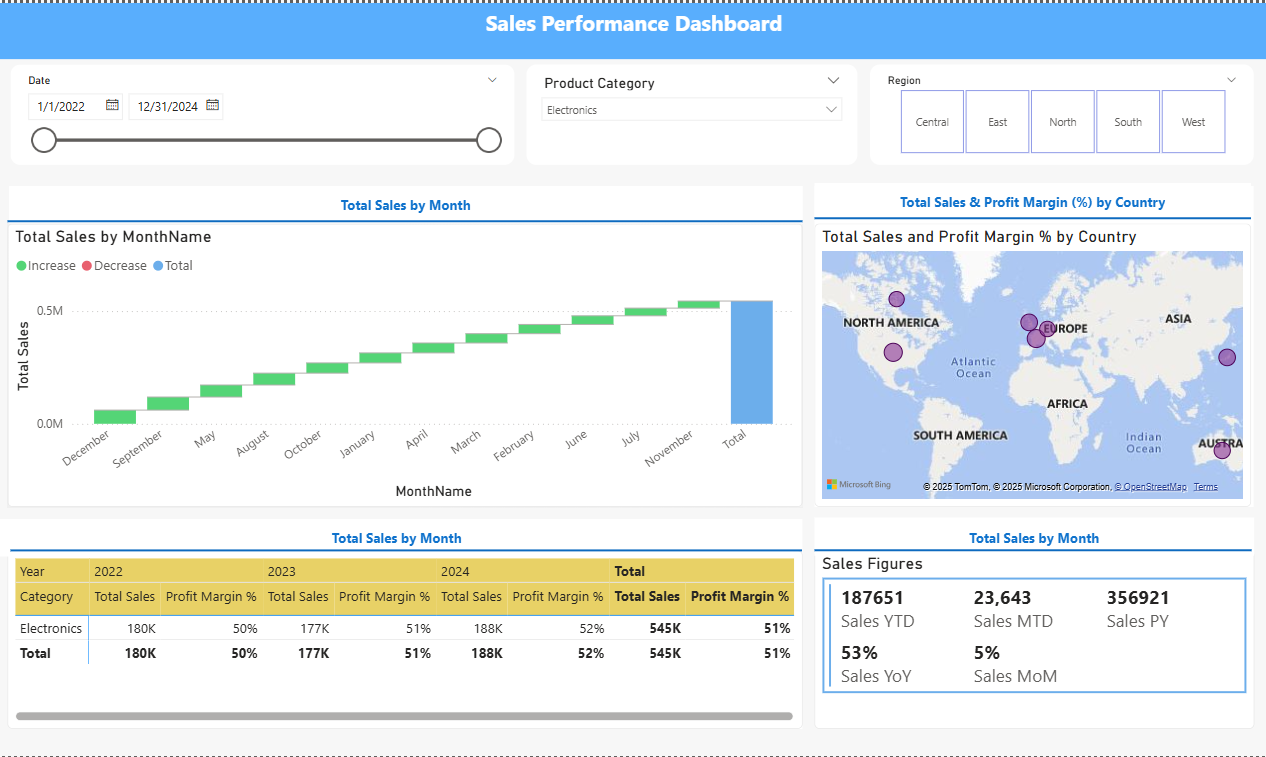 Sales Performance Dashboard
Date
1/1/2022 12/31/2024
Product Category
Electronics
Region
Central East North South West
Total Sales by Month
Total Sales by MonthName
Increase Decrease Total
Total Sales
0.5M
0.0M
December September May August October January April March February June July November Total
MonthName
Total Sales & Profit Margin (%) by Country
Total Sales and Profit Margin % by Country
NORTH AMERICA
EUROPE
ASIA
Atlantic
Ocean
AFRICA
SOUTH AMERICA
Indian
Ocean
AUSTRA
Microsoft Bing
© 2025 TomTom, © 2025 Microsoft Corporation, © OpenStreetMap Terms
Total Sales by Month
Year 2022 2023 2024 Total
Category Total Sales Profit Margin % Total Sales Profit Margin % Total Sales Profit Margin % Total Sales Profit Margin %
Electronics 180K 50% 177K 51% 188K 52% 545K 51%
Total 180K 50% 177K 51% 188K 52% 545K 51%
Total Sales by Month
Sales Figures
187651 23,643 356921
Sales YTD Sales MTD Sales PY
53% 5%
Sales YoY Sales MoM